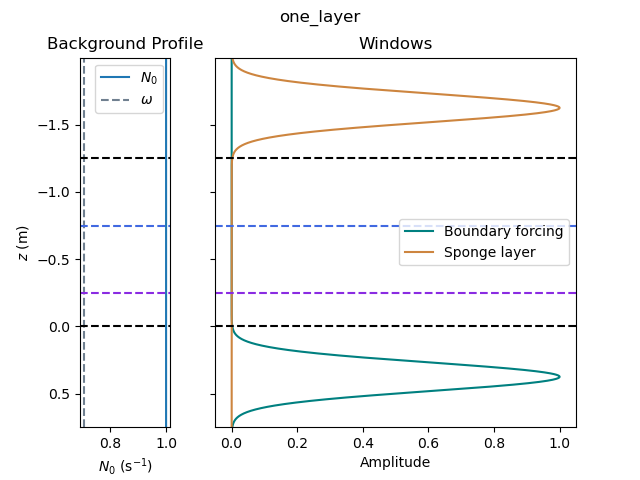 one_layer
Background Profile
Windows
N₀
ω
−1.5
−1.0
−0.5
0.0
0.5
z (m)
0.8
1.0
N₀ (s⁻¹)
Boundary forcing
Sponge layer
0.0
0.2
0.4
0.6
0.8
1.0
Amplitude